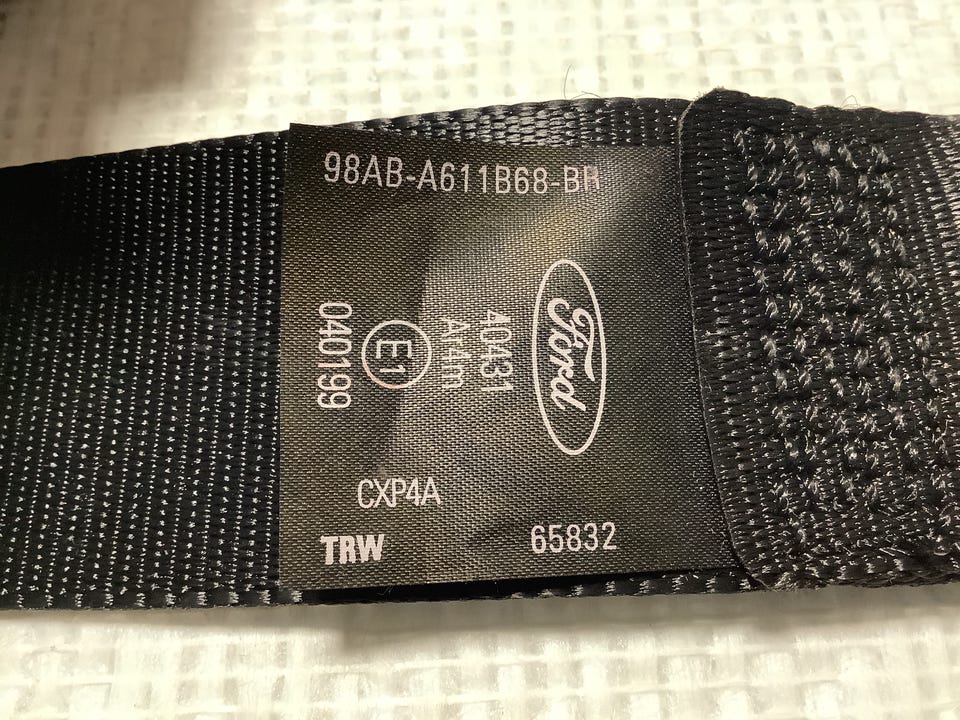 98AB-A611B68-BR
Ford
40431
Ar4m
E1
040199
CXP4A
TRW
65832